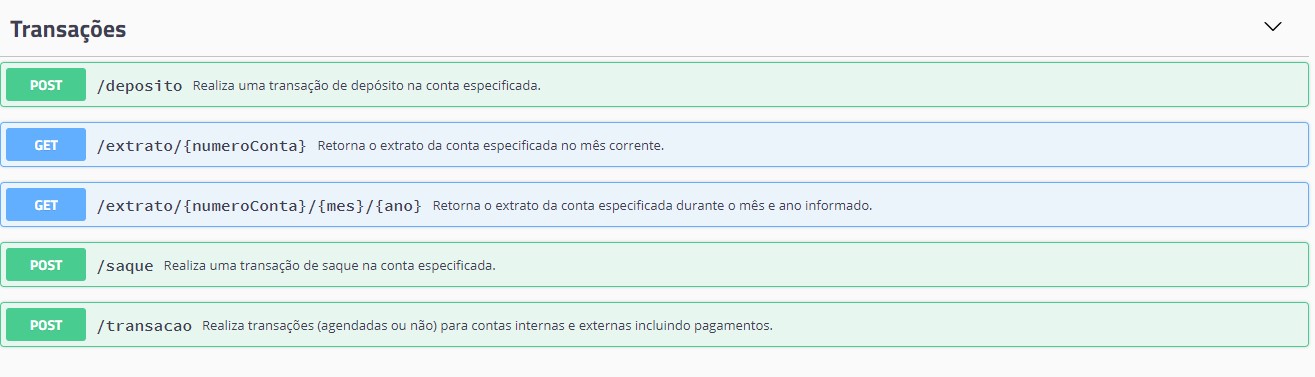 Transações
POST /deposito Realiza uma transação de depósito na conta especificada.
GET /extrato/{numeroConta} Retorna o extrato da conta especificada no mês corrente.
GET /extrato/{numeroConta}/{mes}/{ano} Retorna o extrato da conta especificada durante o mês e ano informado.
POST /saque Realiza uma transação de saque na conta especificada.
POST /transacao Realiza transações (agendadas ou não) para contas internas e externas incluindo pagamentos.